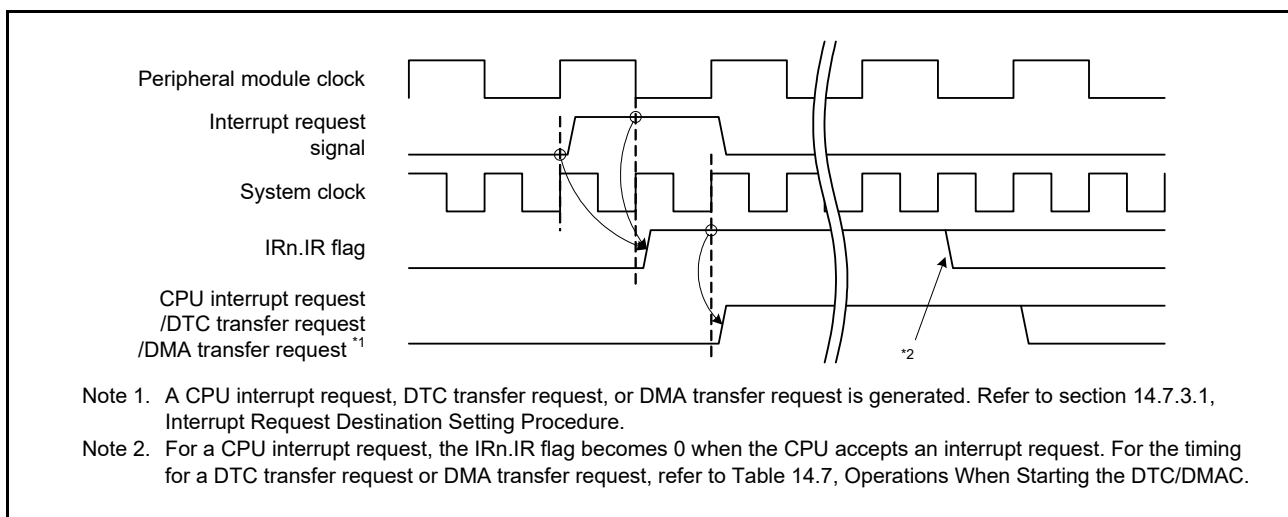 Peripheral module clock
Interrupt request
signal
System clock
IRn.IR flag
CPU interrupt request
/DTC transfer request
/DMA transfer request *1
*2
Note 1. A CPU interrupt request, DTC transfer request, or DMA transfer request is generated. Refer to section 14.7.3.1,
Interrupt Request Destination Setting Procedure.
Note 2. For a CPU interrupt request, the IRn.IR flag becomes 0 when the CPU accepts an interrupt request. For the timing
for a DTC transfer request or DMA transfer request, refer to Table 14.7, Operations When Starting the DTC/DMAC.